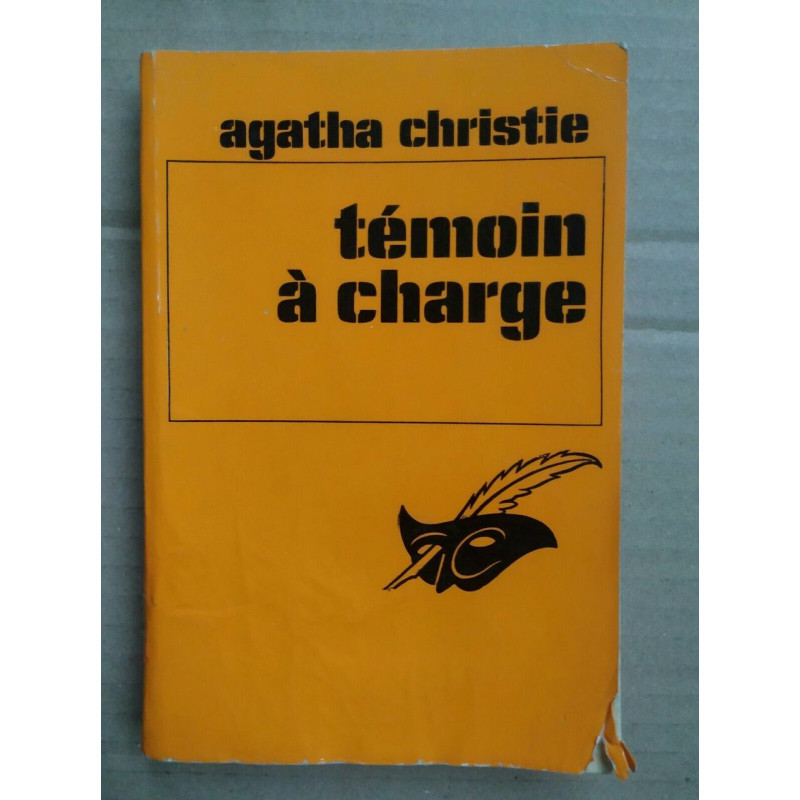 agatha christie
témoin
à charge